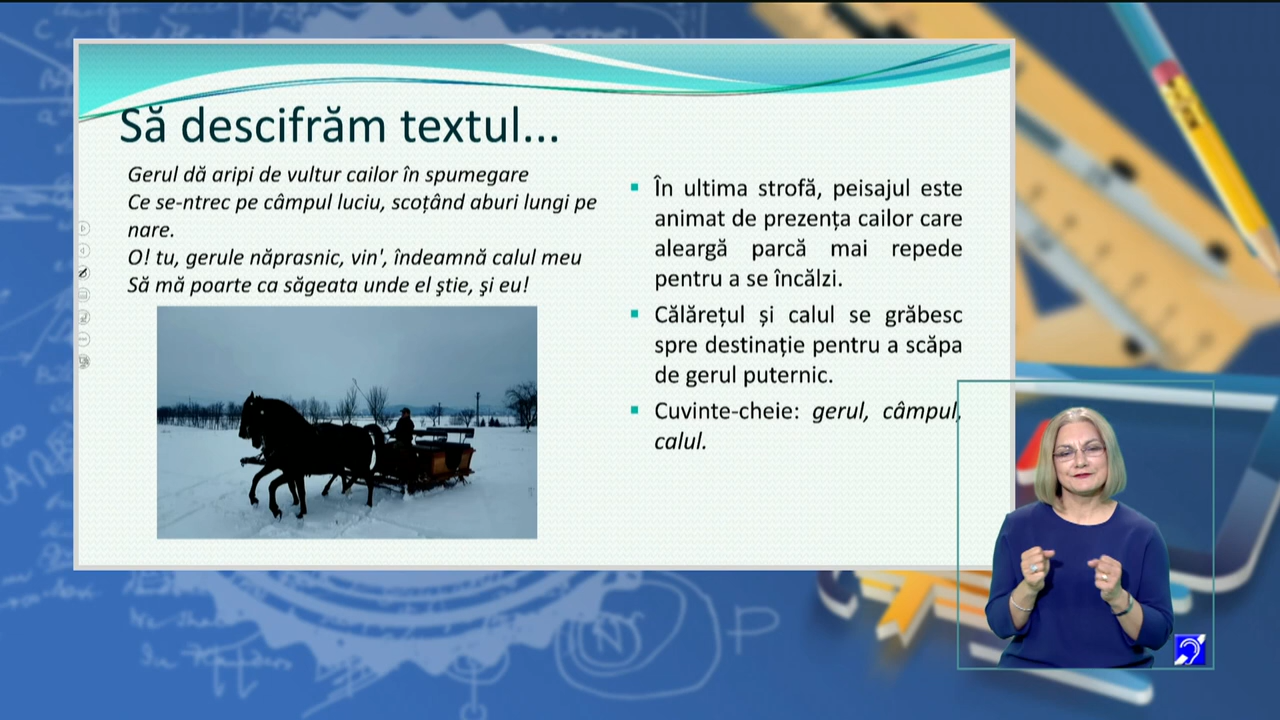 Să descifrăm textul...
Gerul dă aripi de vultur cailor în spumegare
Ce se-ntrec pe câmpul luciu, scoțând aburi lungi pe
nare.
O! tu, gerule năprasnic, vin', îndeamnă calul meu
Să mă poarte ca săgeata unde el ştie, şi eu!
În ultima strofă, peisajul este
animat de prezența cailor care
aleargă parcă mai repede
pentru a se încălzi.
Călărețul și calul se grăbesc
spre destinație pentru a scăpa
de gerul puternic.
Cuvinte-cheie: gerul, câmpul,
calul.
N
P